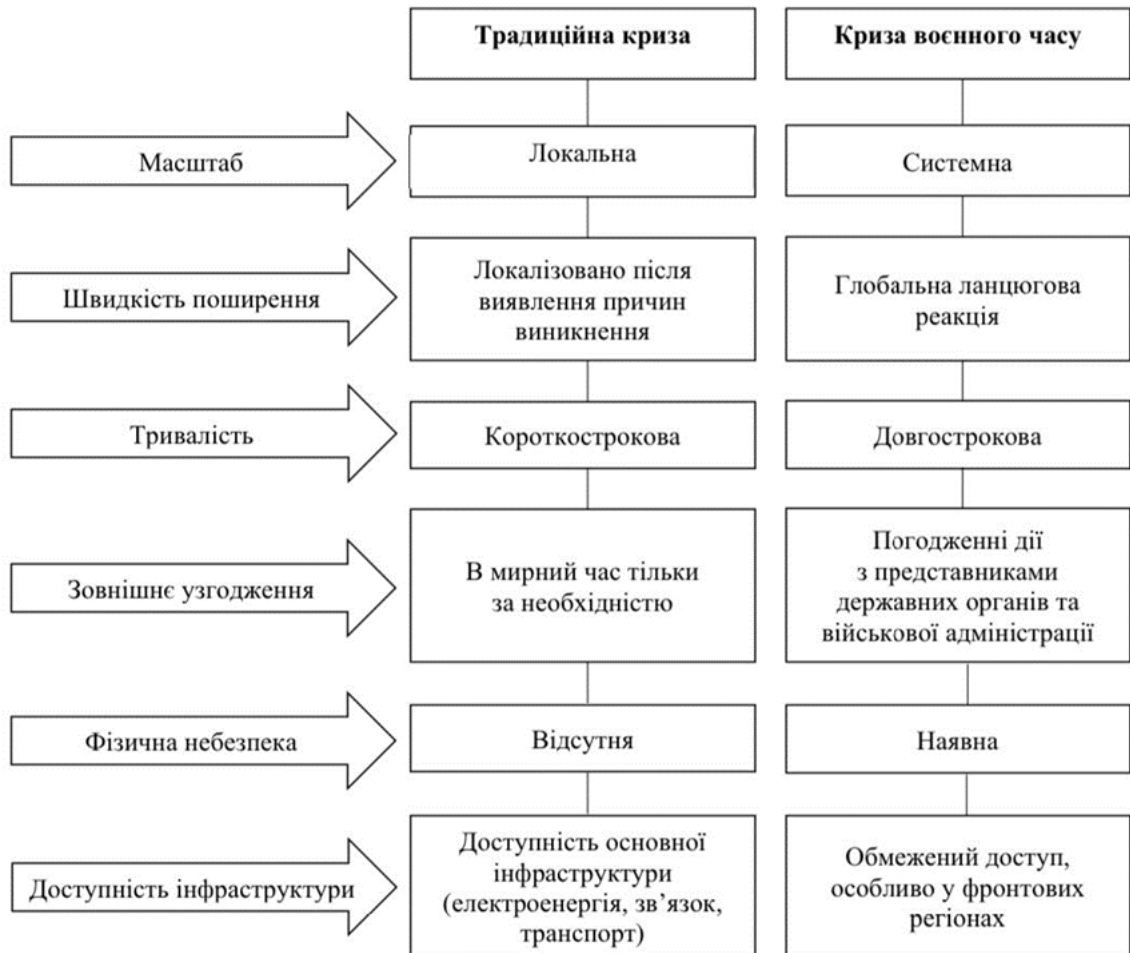 Традиційна криза
Криза воєнного часу
Масштаб
Локальна
Системна
Швидкість поширення
Локалізовано після
виявлення причин
виникнення
Глобальна ланцюгова
реакція
Тривалість
Короткострокова
Довгострокова
Зовнішнє узгодження
В мирний час тільки
за необхідністю
Погодженні дії
з представниками
державних органів та
військової адміністрації
Фізична небезпека
Відсутня
Наявна
Доступність інфраструктури
Доступність основної
інфраструктури
(електроенергія, зв’язок,
транспорт)
Обмежений доступ,
особливо у фронтових
регіонах